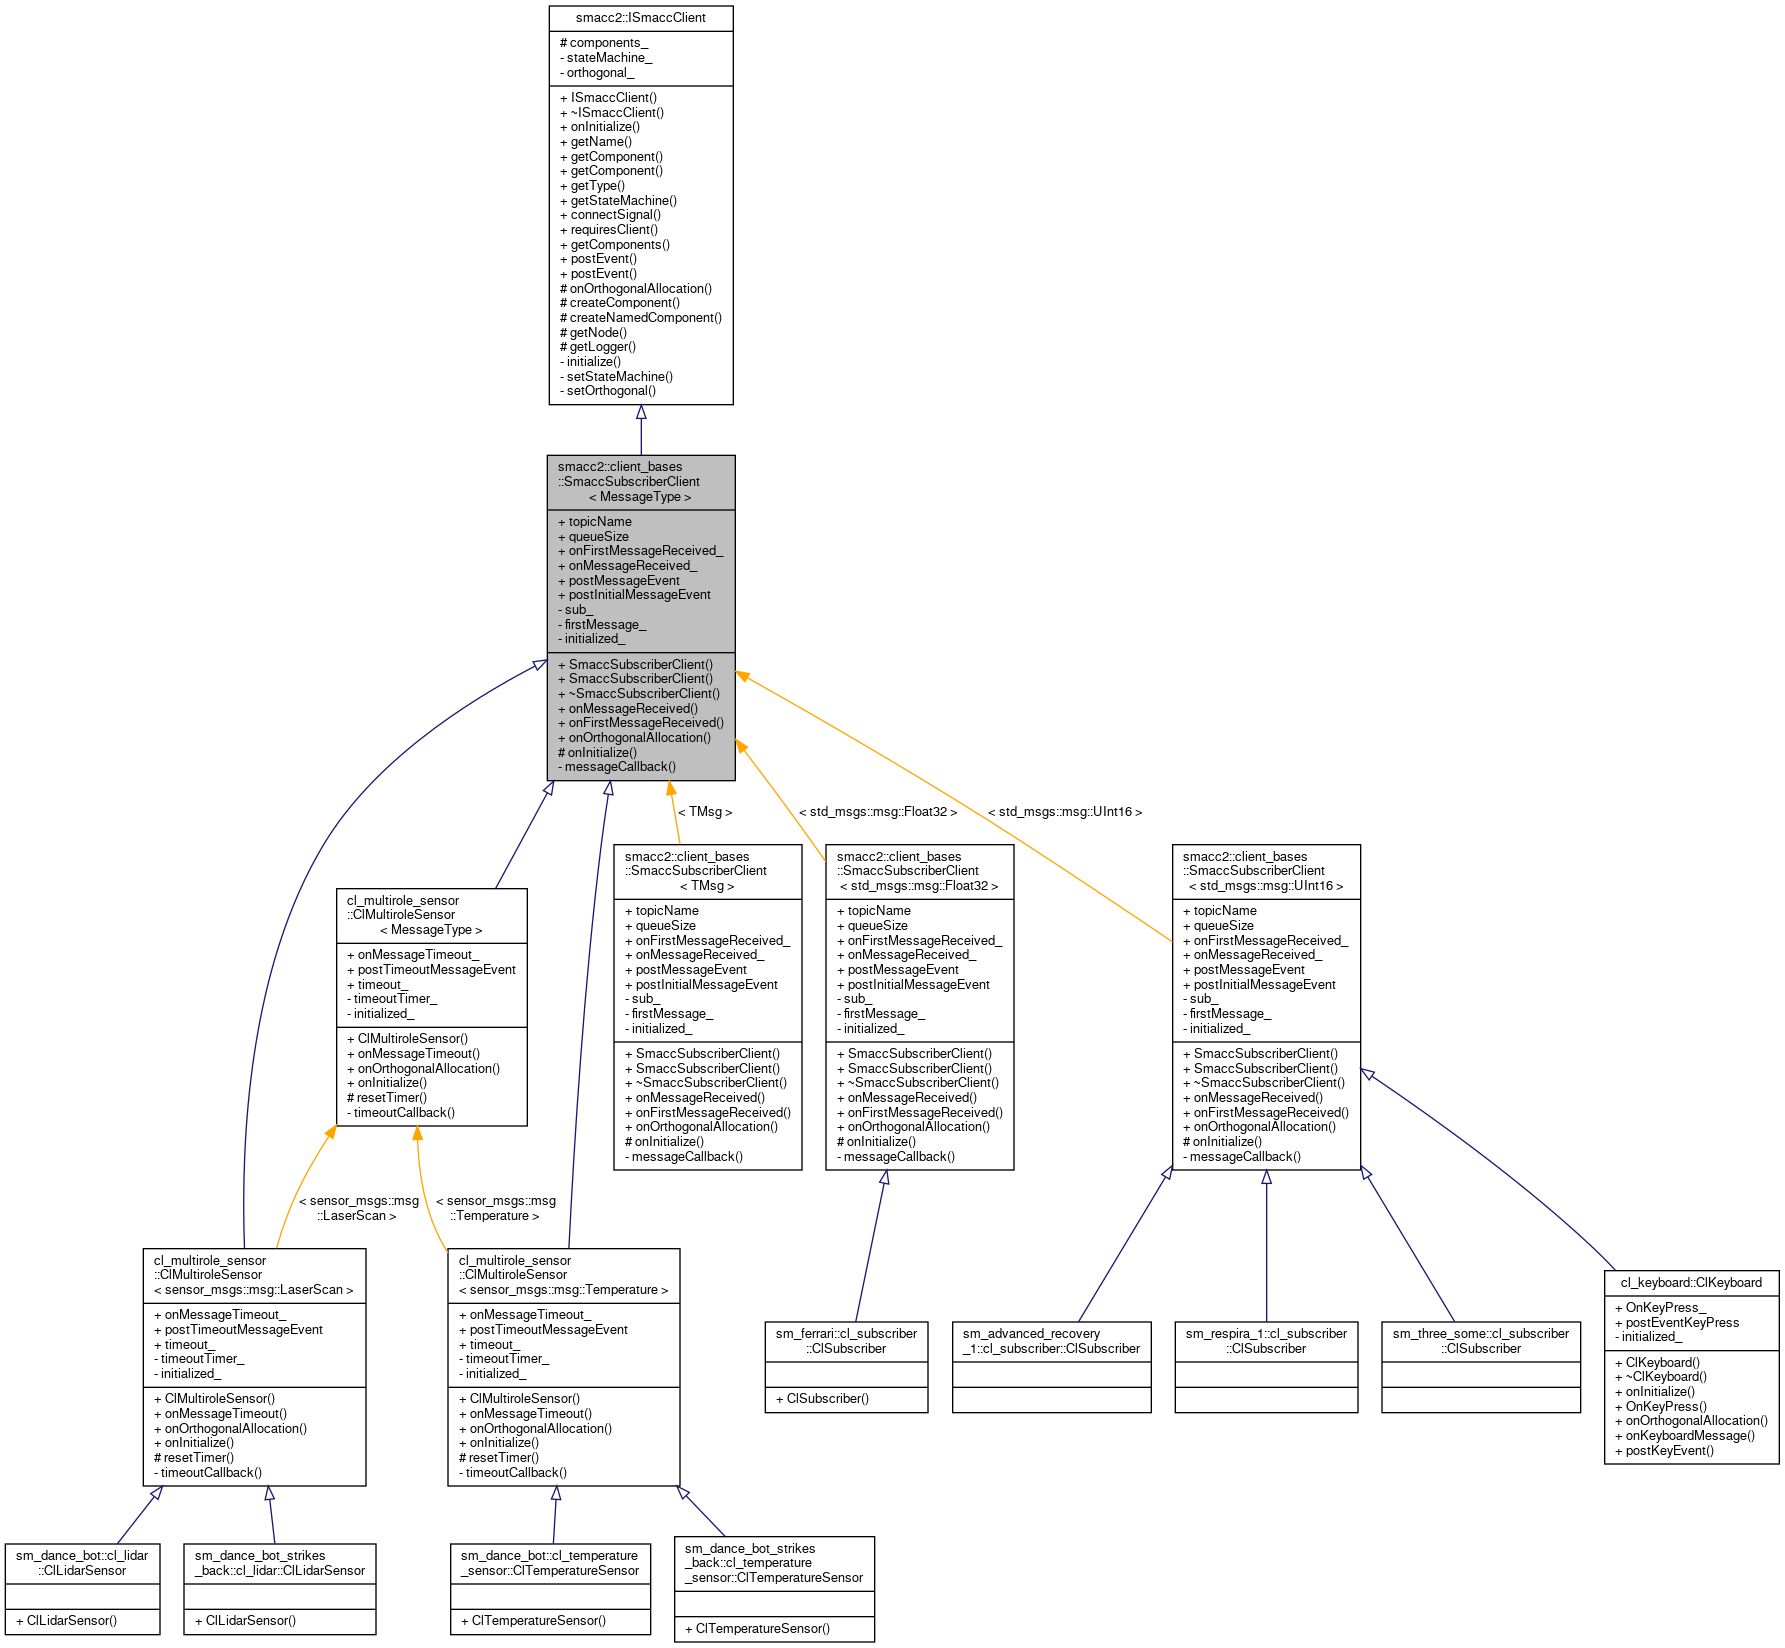 smacc2::ISmaccClient
# components_
- stateMachine_
- orthogonal_
+ ISmaccClient()
+ ~ISmaccClient()
+ onInitialize()
+ getName()
+ getComponent()
+ getComponent()
+ getType()
+ getStateMachine()
+ connectSignal()
+ requiresClient()
+ getComponents()
+ postEvent()
+ postEvent()
# onOrthogonalAllocation()
# createComponent()
# createNamedComponent()
# getNode()
# getLogger()
- initialize()
- setStateMachine()
- setOrthogonal()
smacc2::client_bases
::SmaccSubscriberClient
< MessageType >
+ topicName
+ queueSize
+ onFirstMessageReceived_
+ onMessageReceived_
+ postMessageEvent
+ postInitialMessageEvent
- sub_
- firstMessage_
- initialized_
+ SmaccSubscriberClient()
+ SmaccSubscriberClient()
+ ~SmaccSubscriberClient()
+ onMessageReceived()
+ onFirstMessageReceived()
+ onOrthogonalAllocation()
# onInitialize()
- messageCallback()
< TMsg >
< std_msgs::msg::Float32 >
< std_msgs::msg::UInt16 >
cl_multirole_sensor
::ClMultiroleSensor
< MessageType >
+ onMessageTimeout_
+ postTimeoutMessageEvent
+ timeout_
- timeoutTimer_
- initialized_
+ ClMultiroleSensor()
+ onMessageTimeout()
+ onOrthogonalAllocation()
+ onInitialize()
# resetTimer()
- timeoutCallback()
smacc2::client_bases
::SmaccSubscriberClient
< TMsg >
+ topicName
+ queueSize
+ onFirstMessageReceived_
+ onMessageReceived_
+ postMessageEvent
+ postInitialMessageEvent
- sub_
- firstMessage_
- initialized_
+ SmaccSubscriberClient()
+ SmaccSubscriberClient()
+ ~SmaccSubscriberClient()
+ onMessageReceived()
+ onFirstMessageReceived()
+ onOrthogonalAllocation()
# onInitialize()
- messageCallback()
smacc2::client_bases
::SmaccSubscriberClient
< std_msgs::msg::Float32 >
+ topicName
+ queueSize
+ onFirstMessageReceived_
+ onMessageReceived_
+ postMessageEvent
+ postInitialMessageEvent
- sub_
- firstMessage_
- initialized_
+ SmaccSubscriberClient()
+ SmaccSubscriberClient()
+ ~SmaccSubscriberClient()
+ onMessageReceived()
+ onFirstMessageReceived()
+ onOrthogonalAllocation()
# onInitialize()
- messageCallback()
smacc2::client_bases
::SmaccSubscriberClient
< std_msgs::msg::UInt16 >
+ topicName
+ queueSize
+ onFirstMessageReceived_
+ onMessageReceived_
+ postMessageEvent
+ postInitialMessageEvent
- sub_
- firstMessage_
- initialized_
+ SmaccSubscriberClient()
+ SmaccSubscriberClient()
+ ~SmaccSubscriberClient()
+ onMessageReceived()
+ onFirstMessageReceived()
+ onOrthogonalAllocation()
# onInitialize()
- messageCallback()
< sensor_msgs::msg
::LaserScan >
< sensor_msgs::msg
::Temperature >
cl_multirole_sensor
::ClMultiroleSensor
< sensor_msgs::msg::LaserScan >
+ onMessageTimeout_
+ postTimeoutMessageEvent
+ timeout_
- timeoutTimer_
- initialized_
+ ClMultiroleSensor()
+ onMessageTimeout()
+ onOrthogonalAllocation()
+ onInitialize()
# resetTimer()
- timeoutCallback()
cl_multirole_sensor
::ClMultiroleSensor
< sensor_msgs::msg::Temperature >
+ onMessageTimeout_
+ postTimeoutMessageEvent
+ timeout_
- timeoutTimer_
- initialized_
+ ClMultiroleSensor()
+ onMessageTimeout()
+ onOrthogonalAllocation()
+ onInitialize()
# resetTimer()
- timeoutCallback()
sm_ferrari::cl_subscriber
::ClSubscriber
+ ClSubscriber()
sm_advanced_recovery
_1::cl_subscriber::ClSubscriber
sm_respira_1::cl_subscriber
::ClSubscriber
sm_three_some::cl_subscriber
::ClSubscriber
cl_keyboard::ClKeyboard
+ OnKeyPress_
+ postEventKeyPress
- initialized_
+ ClKeyboard()
+ ~ClKeyboard()
+ onInitialize()
+ OnKeyPress()
+ onOrthogonalAllocation()
+ onKeyboardMessage()
+ postKeyEvent()
sm_dance_bot::cl_lidar
::ClLidarSensor
+ ClLidarSensor()
sm_dance_bot_strikes
_back::cl_lidar::ClLidarSensor
+ ClLidarSensor()
sm_dance_bot::cl_temperature
_sensor::ClTemperatureSensor
+ ClTemperatureSensor()
sm_dance_bot_strikes
_back::cl_temperature
_sensor::ClTemperatureSensor
+ ClTemperatureSensor()